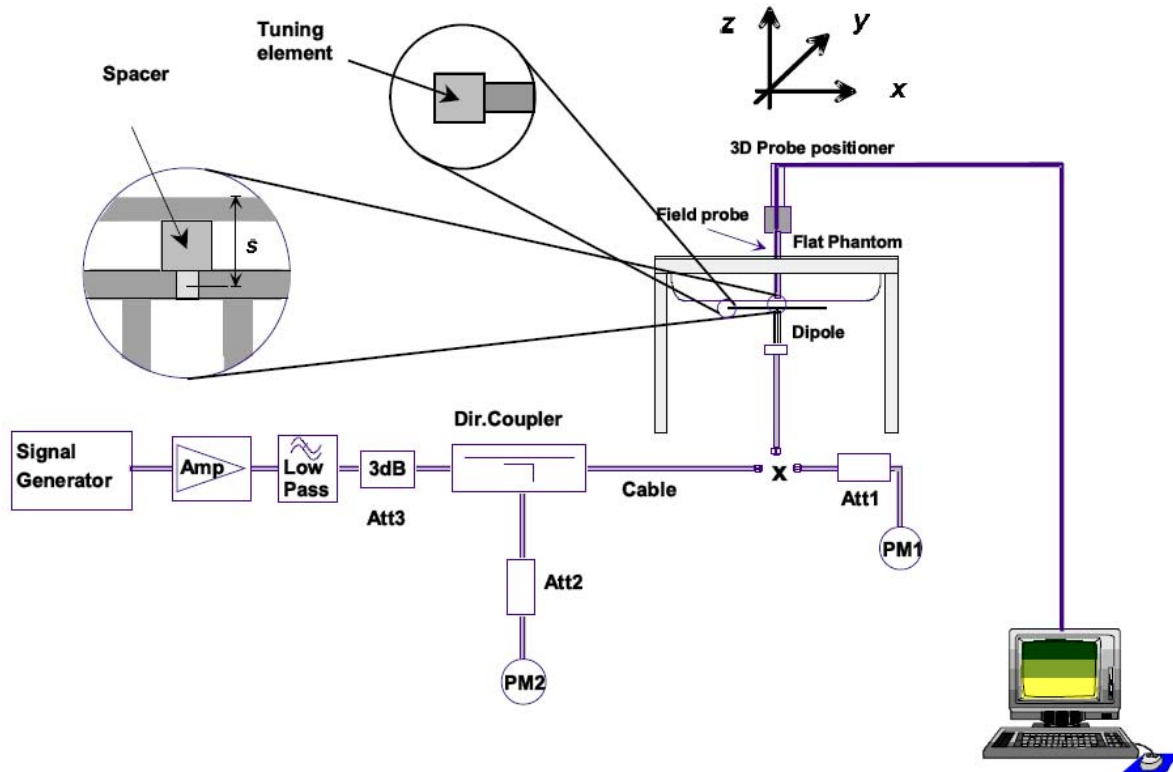 Tuning
element
Spacer
z
y
x
3D Probe positioner
Field probe
Flat Phantom
s
Dipole
Dir.Coupler
Signal
Generator
Amp
Low
Pass
3dB
Att3
Cable
x
Att1
PM1
Att2
PM2